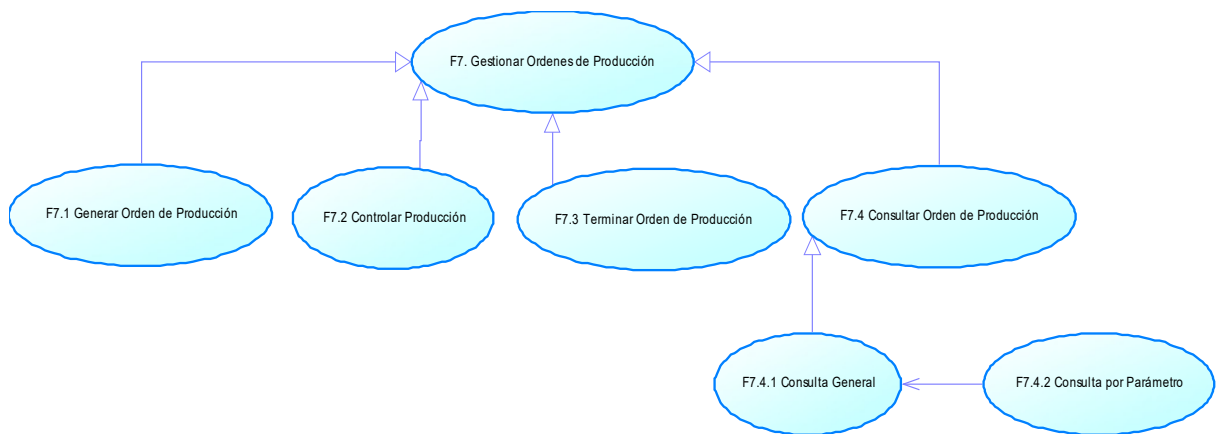 F7. Gestionar Ordenes de Producción
F7.1 Generar Orden de Producción
F7.2 Controlar Producción
F7.3 Terminar Orden de Producción
F7.4 Consultar Orden de Producción
F7.4.1 Consulta General
F7.4.2 Consulta por Parámetro